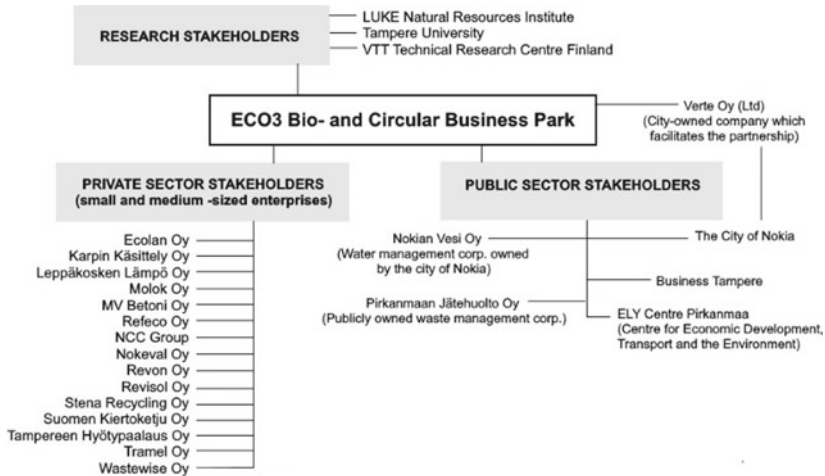 RESEARCH STAKEHOLDERS
LUKE Natural Resources Institute
Tampere University
VTT Technical Research Centre Finland
ECO3 Bio- and Circular Business Park
Verte Oy (Ltd)
(City-owned company which
facilitates the partnership)
PRIVATE SECTOR STAKEHOLDERS
(small and medium -sized enterprises)
Ecolan Oy
Karpin Käsittely Oy
Leppäkosken Lämpö Oy
Molok Oy
MV Betoni Oy
Refeco Oy
NCC Group
Nokeval Oy
Revon Oy
Revisol Oy
Stena Recycling Oy
Suomen Kiertoketju Oy
Tampereen Hyötypaalaus Oy
Tramel Oy
Wastewise Oy
PUBLIC SECTOR STAKEHOLDERS
Nokian Vesi Oy
(Water management corp. owned
by the city of Nokia)
The City of Nokia
Business Tampere
Pirkanmaan Jätehuolto Oy
(Publicly owned waste management corp.)
ELY Centre Pirkanmaa
(Centre for Economic Development,
Transport and the Environment)